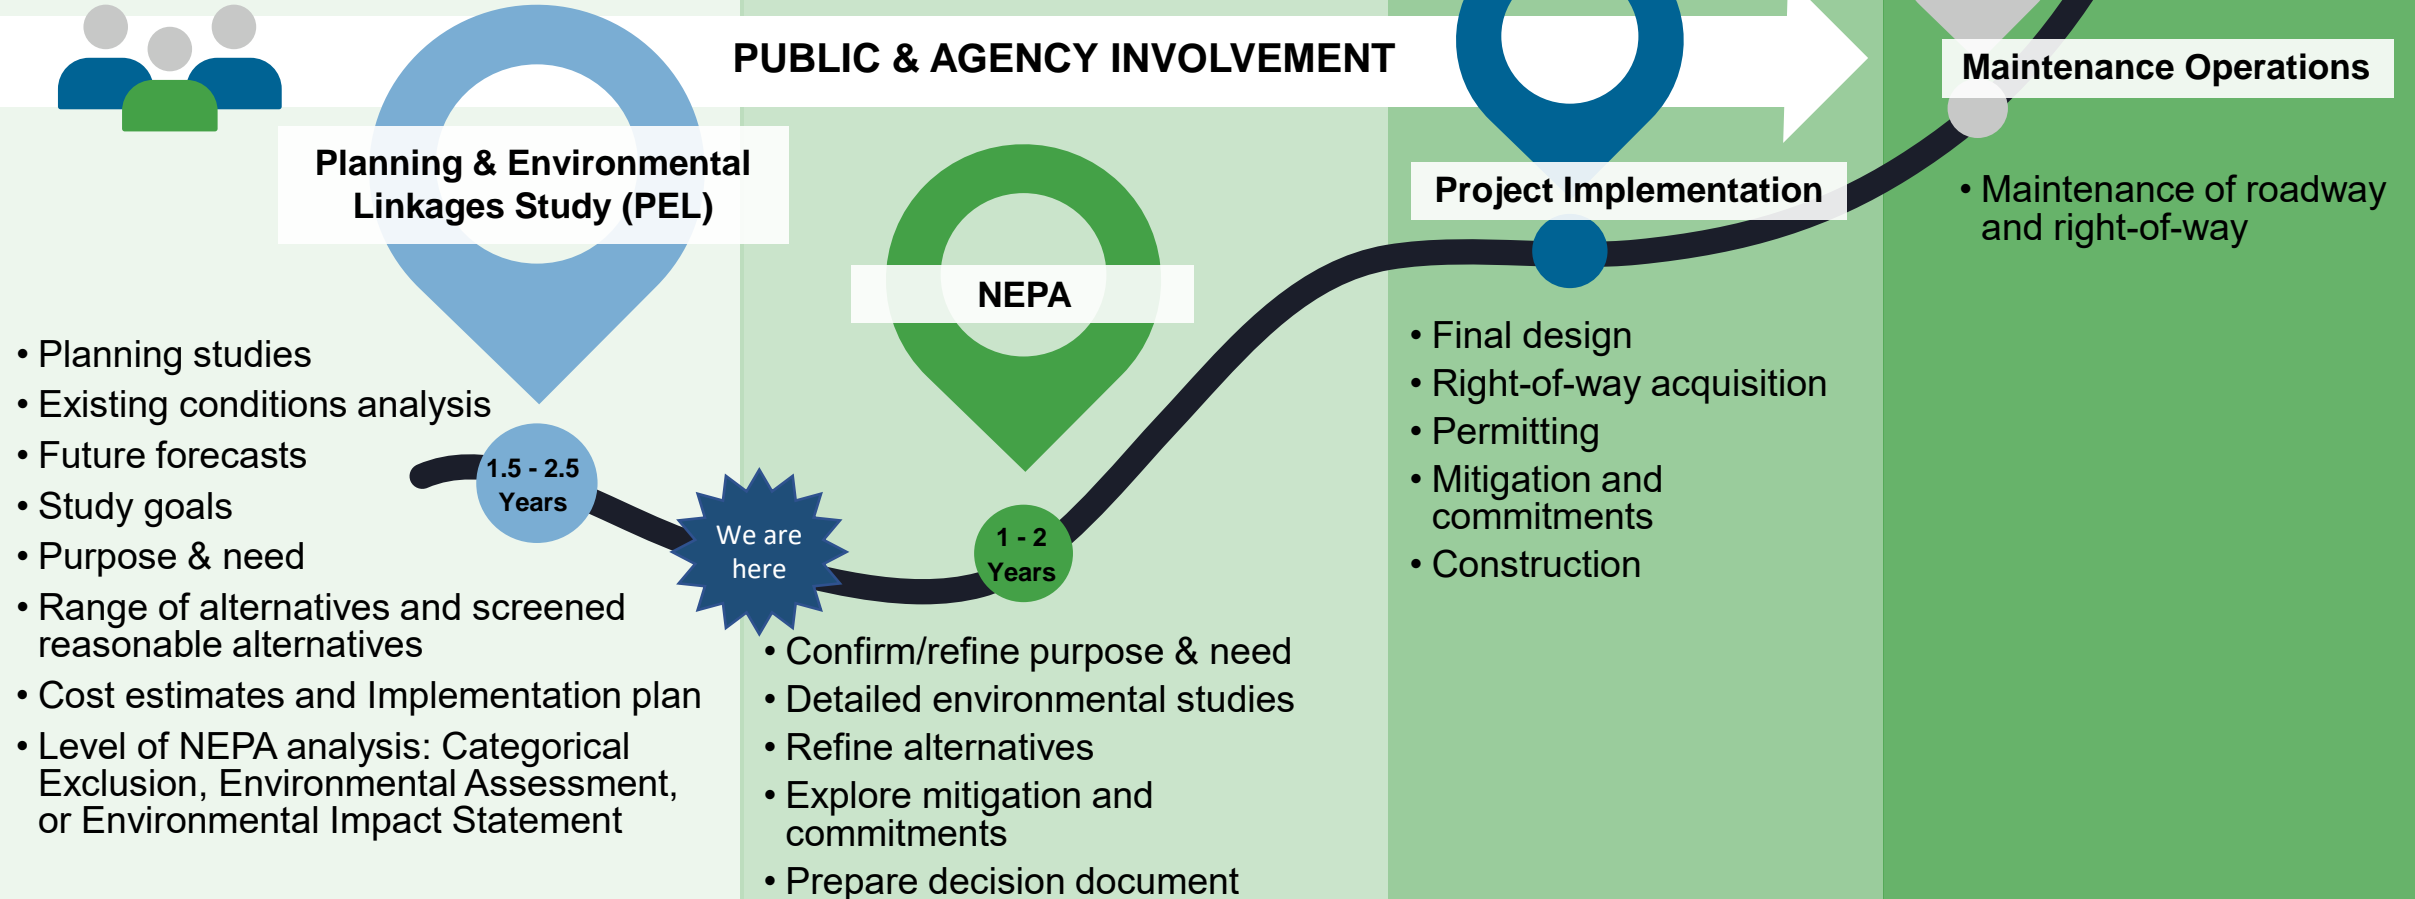 PUBLIC & AGENCY INVOLVEMENT
Planning & Environmental
Linkages Study (PEL)
1.5 - 2.5
Years
• Planning studies
• Existing conditions analysis
• Future forecasts
• Study goals
• Purpose & need
• Range of alternatives and screened
reasonable alternatives
• Cost estimates and Implementation plan
• Level of NEPA analysis: Categorical
Exclusion, Environmental Assessment,
or Environmental Impact Statement
We are
here
NEPA
1 - 2
Years
• Confirm/refine purpose & need
• Detailed environmental studies
• Refine alternatives
• Explore mitigation and
commitments
• Prepare decision document
Project Implementation
• Final design
• Right-of-way acquisition
• Permitting
• Mitigation and
commitments
• Construction
Maintenance Operations
• Maintenance of roadway
and right-of-way